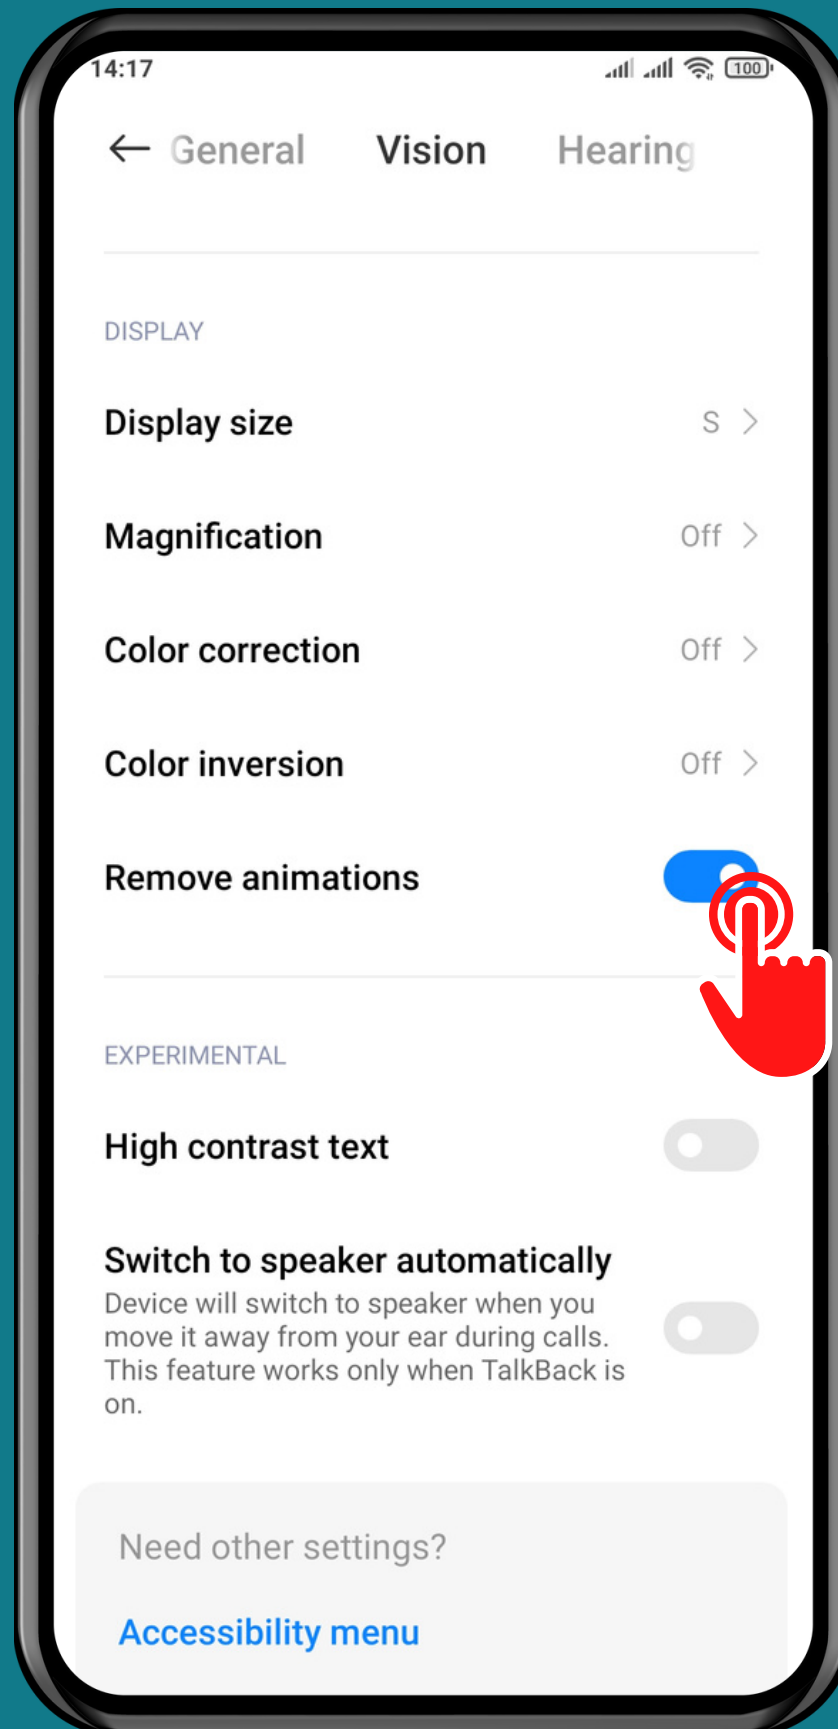 14:17 100
General Vision Hearing
DISPLAY
Display size S
Magnification Off
Color correction Off
Color inversion Off
Remove animations
EXPERIMENTAL
High contrast text
Switch to speaker automatically
Device will switch to speaker when you
move it away from your ear during calls.
This feature works only when TalkBack is
on.
Need other settings?
Accessibility menu